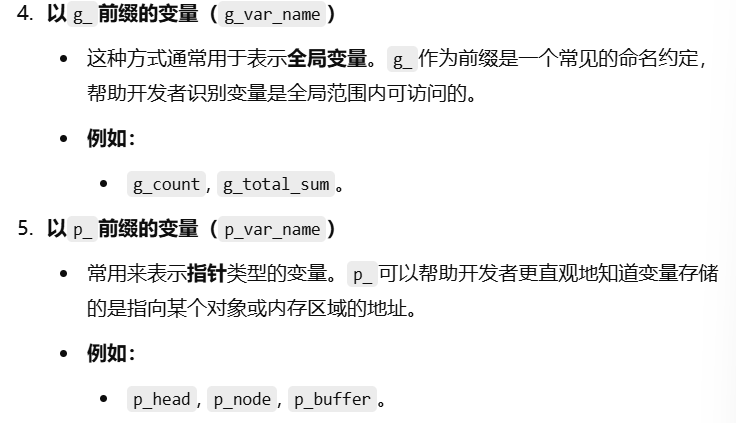 4. 以 g_ 前缀的变量（g_var_name）
• 这种方式通常用于表示全局变量。g_ 作为前缀是一个常见的命名约定，
帮助开发者识别变量是全局范围内可访问的。
• 例如：
• g_count, g_total_sum。
5. 以 p_ 前缀的变量（p_var_name）
• 常用来表示指针类型的变量。p_ 可以帮助开发者更直观地知道变量存储
的是指向某个对象或内存区域的地址。
• 例如：
• p_head, p_node, p_buffer。